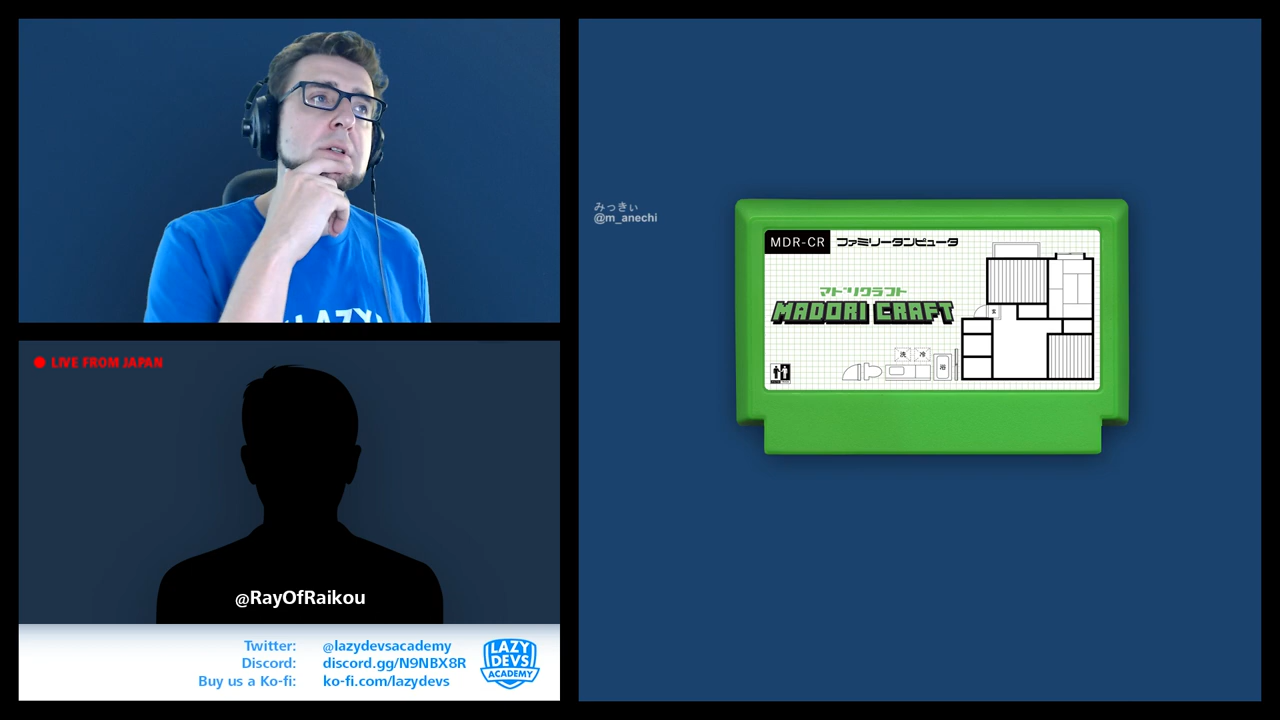 LAZY
LIVE FROM JAPAN
@RayOfRaikou
Twitter: @lazydevsacademy
Discord: discord.gg/N9NBX8R
Buy us a Ko-fi: ko-fi.com/lazydevs
LAZY
DEVS
ACADEMY
みっきぃ
@m_anechi
MDR-CR ファミリータンピュータ
マドリクラフト
MADORI CRAFT
洗 冷
浴